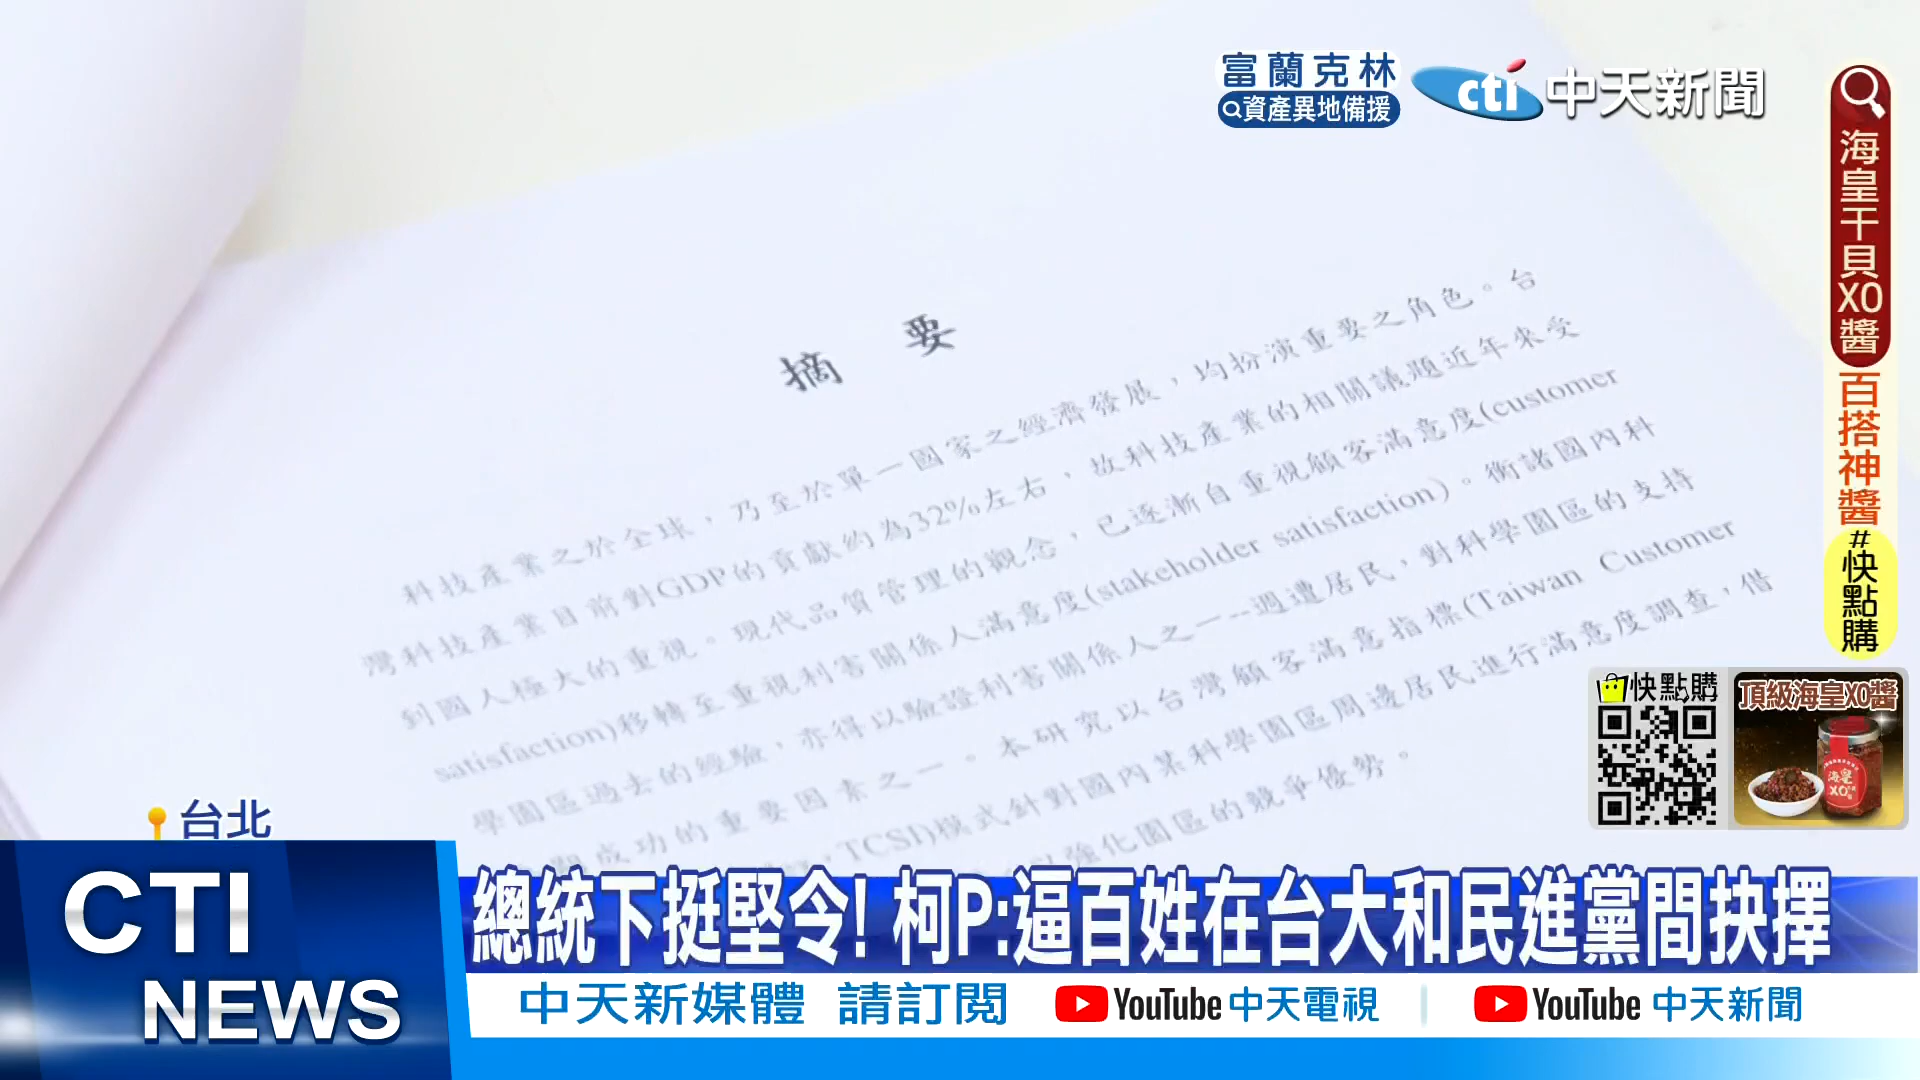 富蘭克林
資產異地備援
cti 中天新聞
海皇干貝XO醬
百搭神醬
#快點購
摘 要
科技產業之於全球，乃至於單一國家之經濟發展，均扮演重要之角色。台
灣科技產業目前對GDP的貢獻約為32%左右，故科技產業的相關議題近年來受
到國人極大的重視。現代品質管理的觀念，已逐漸自重視顧客滿意度(customer
satisfaction)移轉至重視利害關係人滿意度(stakeholder satisfaction)。衡諸國內科
學園區過去的經驗，亦得以驗證利害關係人之一--週遭居民，對科學園區的支持
成功的重要因素之一。本研究以台灣顧客滿意指標(Taiwan Customer
TCSI)模式針對國內某科學園區周邊居民進行滿意度調查，借
以強化園區的競爭優勢。
快點購
頂級海皇XO醬
海皇
XO
台北
CTI
NEWS
總統下挺堅令! 柯P:逼百姓在台大和民進黨間抉擇
中天新媒體 請訂閱 YouTube 中天電視 YouTube 中天新聞